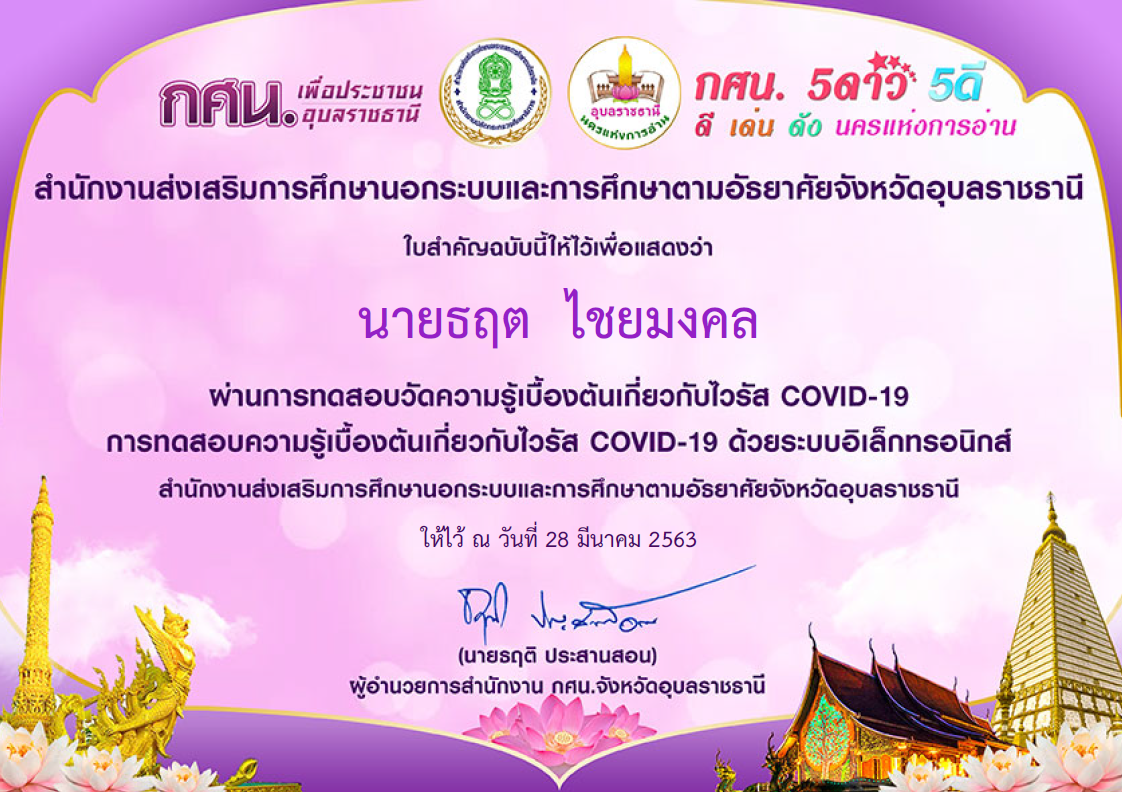 กศน. เพื่อประชาชน
อุบลราชธานี
อุบลราชธานี
นครแห่งการอ่าน
กศน. 5ดาว 5ดี
ดี เด่น ดัง นครแห่งการอ่าน
สำนักงานส่งเสริมการศึกษานอกระบบและการศึกษาตามอัธยาศัยจังหวัดอุบลราชธานี
ใบสำคัญฉบับนี้ให้ไว้เพื่อแสดงว่า
นายธฤต ไชยมงคล
ผ่านการทดสอบวัดความรู้เบื้องต้นเกี่ยวกับไวรัส COVID-19
การทดสอบความรู้เบื้องต้นเกี่ยวกับไวรัส COVID-19 ด้วยระบบอิเล็กทรอนิกส์
สำนักงานส่งเสริมการศึกษานอกระบบและการศึกษาตามอัธยาศัยจังหวัดอุบลราชธานี
ให้ไว้ ณ วันที่ 28 มีนาคม 2563
(นายธฤติ ประสานสอน)
ผู้อำนวยการสำนักงาน กศน.จังหวัดอุบลราชธานี